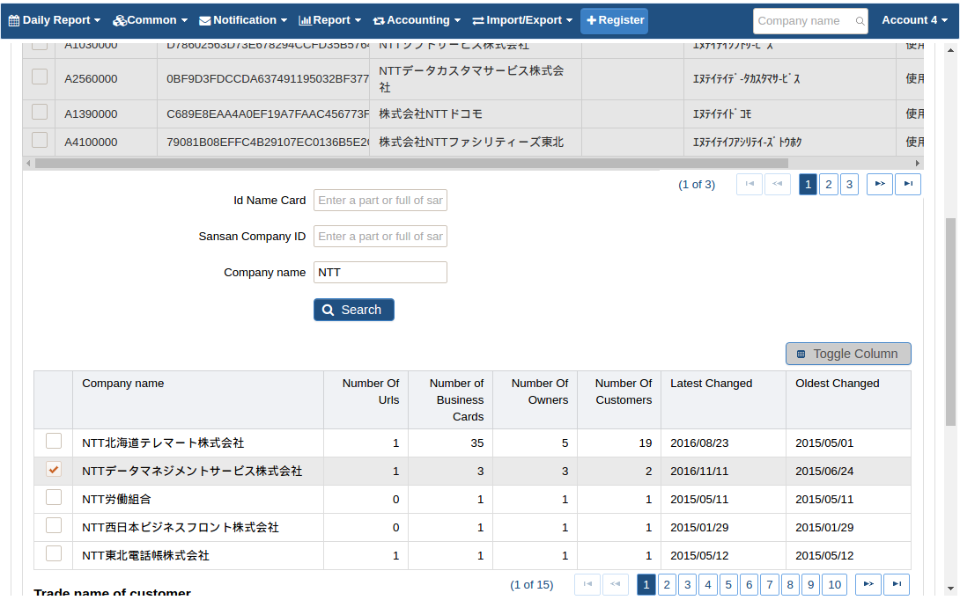 Daily Report Common Notification Report Accounting Import/Export Register Company name Account 4
A1030000 D78602563D73E678294CCFD35B576 NTTソフトサービス株式会社 ｴﾇﾃｲﾃｲｿﾌﾄｻｰﾋﾞｽ 使用
A2560000 0BF9D3FDCCDA637491195032BF377 NTTデータカスタマサービス株式会社 ｴﾇﾃｲﾃｲﾃﾞｰﾀｶｽﾀﾏｻｰﾋﾞｽ 使用
A1390000 C689E8EAA4A0EF19A7FAAC456773F 株式会社NTTドコモ ｴﾇﾃｲﾃｲﾄﾞｺﾓ 使用
A4100000 79081B08EFFC4B29107EC0136B5E2 株式会社NTTファシリティーズ東北 ｴﾇﾃｲﾃｲﾌｱｼﾘﾃｲｰｽﾞﾄｳﾎｸ 使用
(1 of 3) 1 2 3
Id Name Card Enter a part or full of sar
Sansan Company ID Enter a part or full of sar
Company name NTT
Search
Toggle Column
Company name Number Of Urls Number of Business Cards Number Of Owners Number Of Customers Latest Changed Oldest Changed
NTT北海道テレマート株式会社 1 35 5 19 2016/08/23 2015/05/01
NTTデータマネジメントサービス株式会社 1 3 3 2 2016/11/11 2015/06/24
NTT労働組合 0 1 1 1 2015/05/11 2015/05/11
NTT西日本ビジネスフロント株式会社 0 1 1 1 2015/01/29 2015/01/29
NTT東北電話帳株式会社 1 1 1 1 2015/05/12 2015/05/12
(1 of 15) 1 2 3 4 5 6 7 8 9 10
Trade name of customer